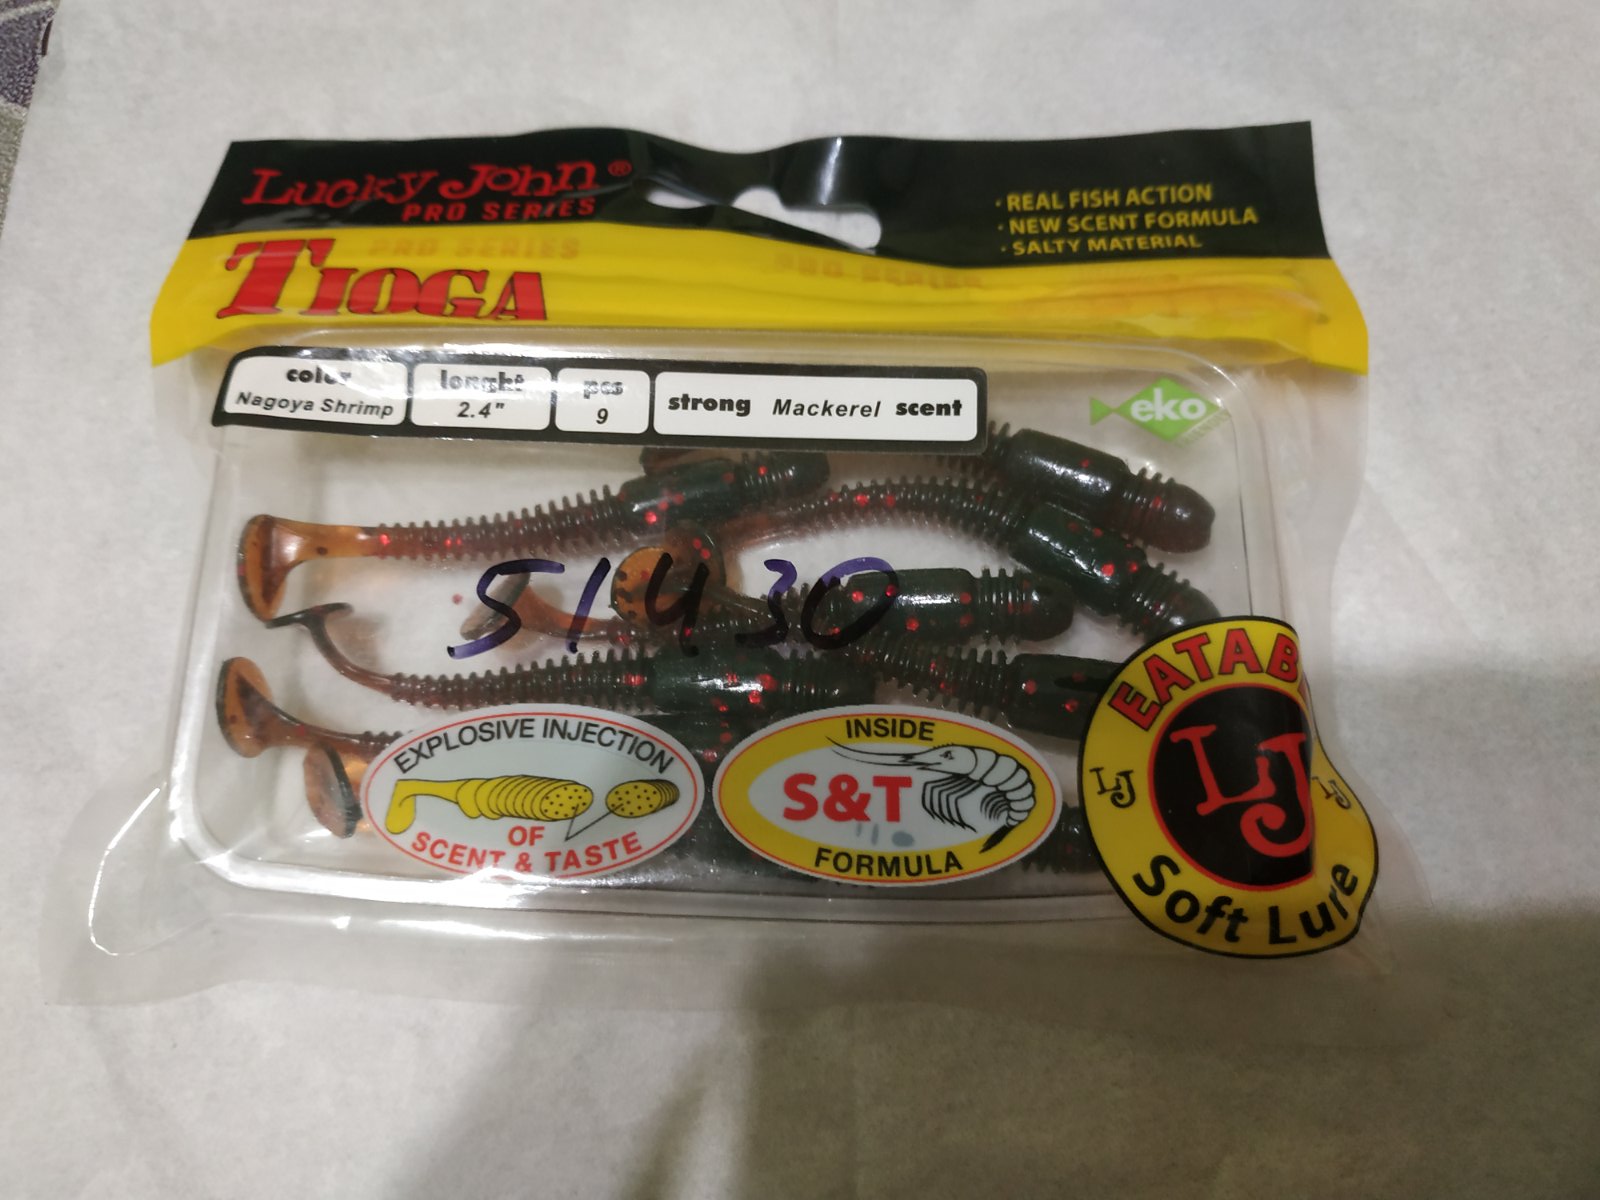 Lucky John®
PRO SERIES
· REAL FISH ACTION
· NEW SCENT FORMULA
· SALTY MATERIAL
TIOGA
PRO SERIES
PRO SERIES
color
Nagoya Shrimp
lenght
2.4"
pcs
9
strong Mackerel scent
eko
51430
EXPLOSIVE INJECTION
OF
SCENT & TASTE
INSIDE
S&T
FORMULA
EATAB
LJ
LJ
LJ
Soft Lure